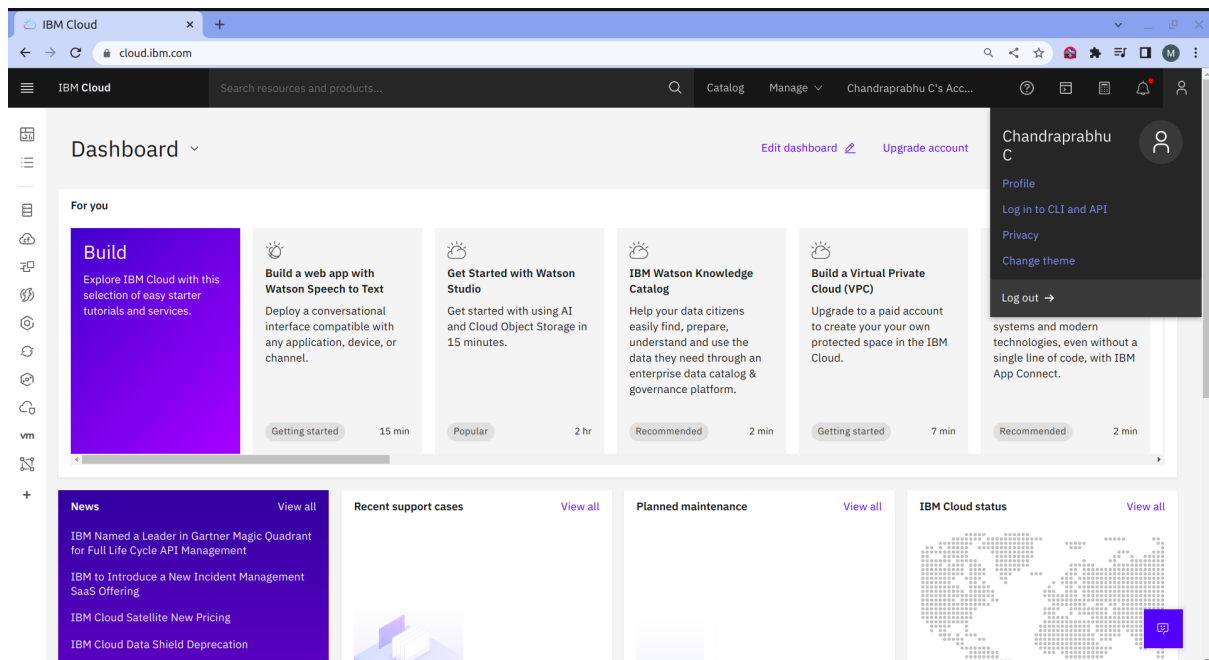 IBM Cloud
cloud.ibm.com
M
IBM Cloud
Search resources and products...
Catalog
Manage
Chandraprabhu C's Acc...
Dashboard
Edit dashboard
Upgrade account
Chandraprabhu
C
Profile
Log in to CLI and API
Privacy
Change theme
Log out →
For you
Build
Explore IBM Cloud with this
selection of easy starter
tutorials and services.
Build a web app with
Watson Speech to Text
Deploy a conversational
interface compatible with
any application, device, or
channel.
Getting started
15 min
Get Started with Watson
Studio
Get started with using AI
and Cloud Object Storage in
15 minutes.
Popular
2 hr
IBM Watson Knowledge
Catalog
Help your data citizens
easily find, prepare,
understand and use the
data they need through an
enterprise data catalog &
governance platform.
Recommended
2 min
Build a Virtual Private
Cloud (VPC)
Upgrade to a paid account
to create your your own
protected space in the IBM
Cloud.
Getting started
7 min
systems and modern
technologies, even without a
single line of code, with IBM
App Connect.
Recommended
2 min
vm
News
View all
IBM Named a Leader in Gartner Magic Quadrant
for Full Life Cycle API Management
IBM to Introduce a New Incident Management
SaaS Offering
IBM Cloud Satellite New Pricing
IBM Cloud Data Shield Deprecation
Recent support cases
View all
Planned maintenance
View all
IBM Cloud status
View all